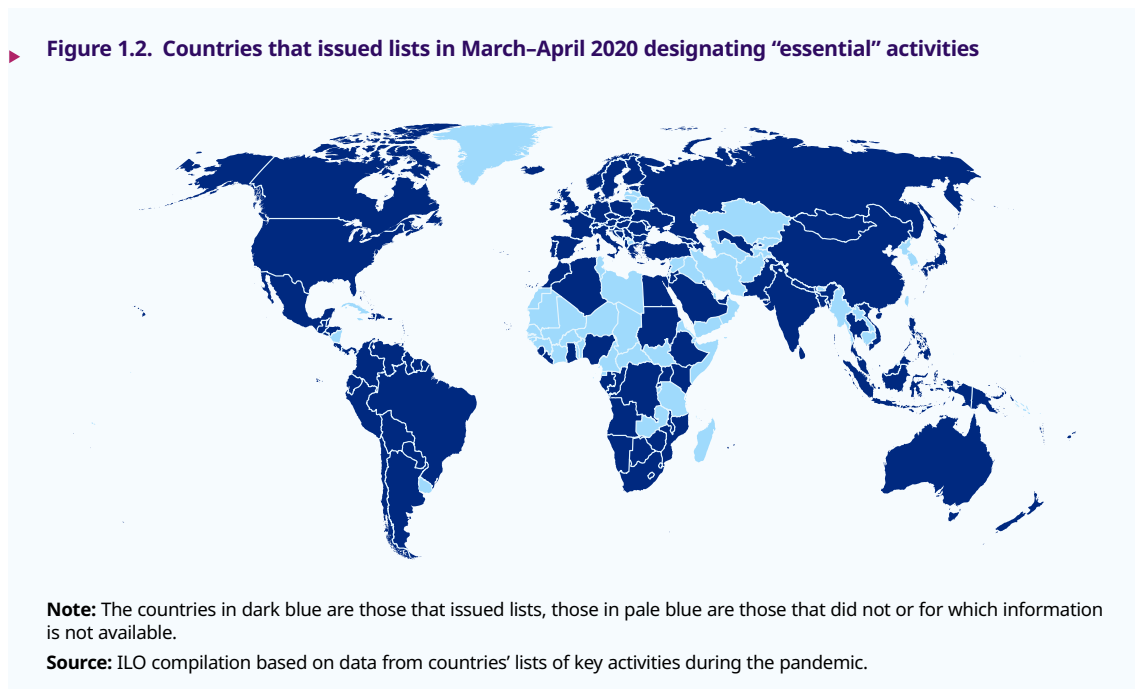 Figure 1.2. Countries that issued lists in March–April 2020 designating “essential” activities
Note: The countries in dark blue are those that issued lists, those in pale blue are those that did not or for which information
is not available.
Source: ILO compilation based on data from countries’ lists of key activities during the pandemic.